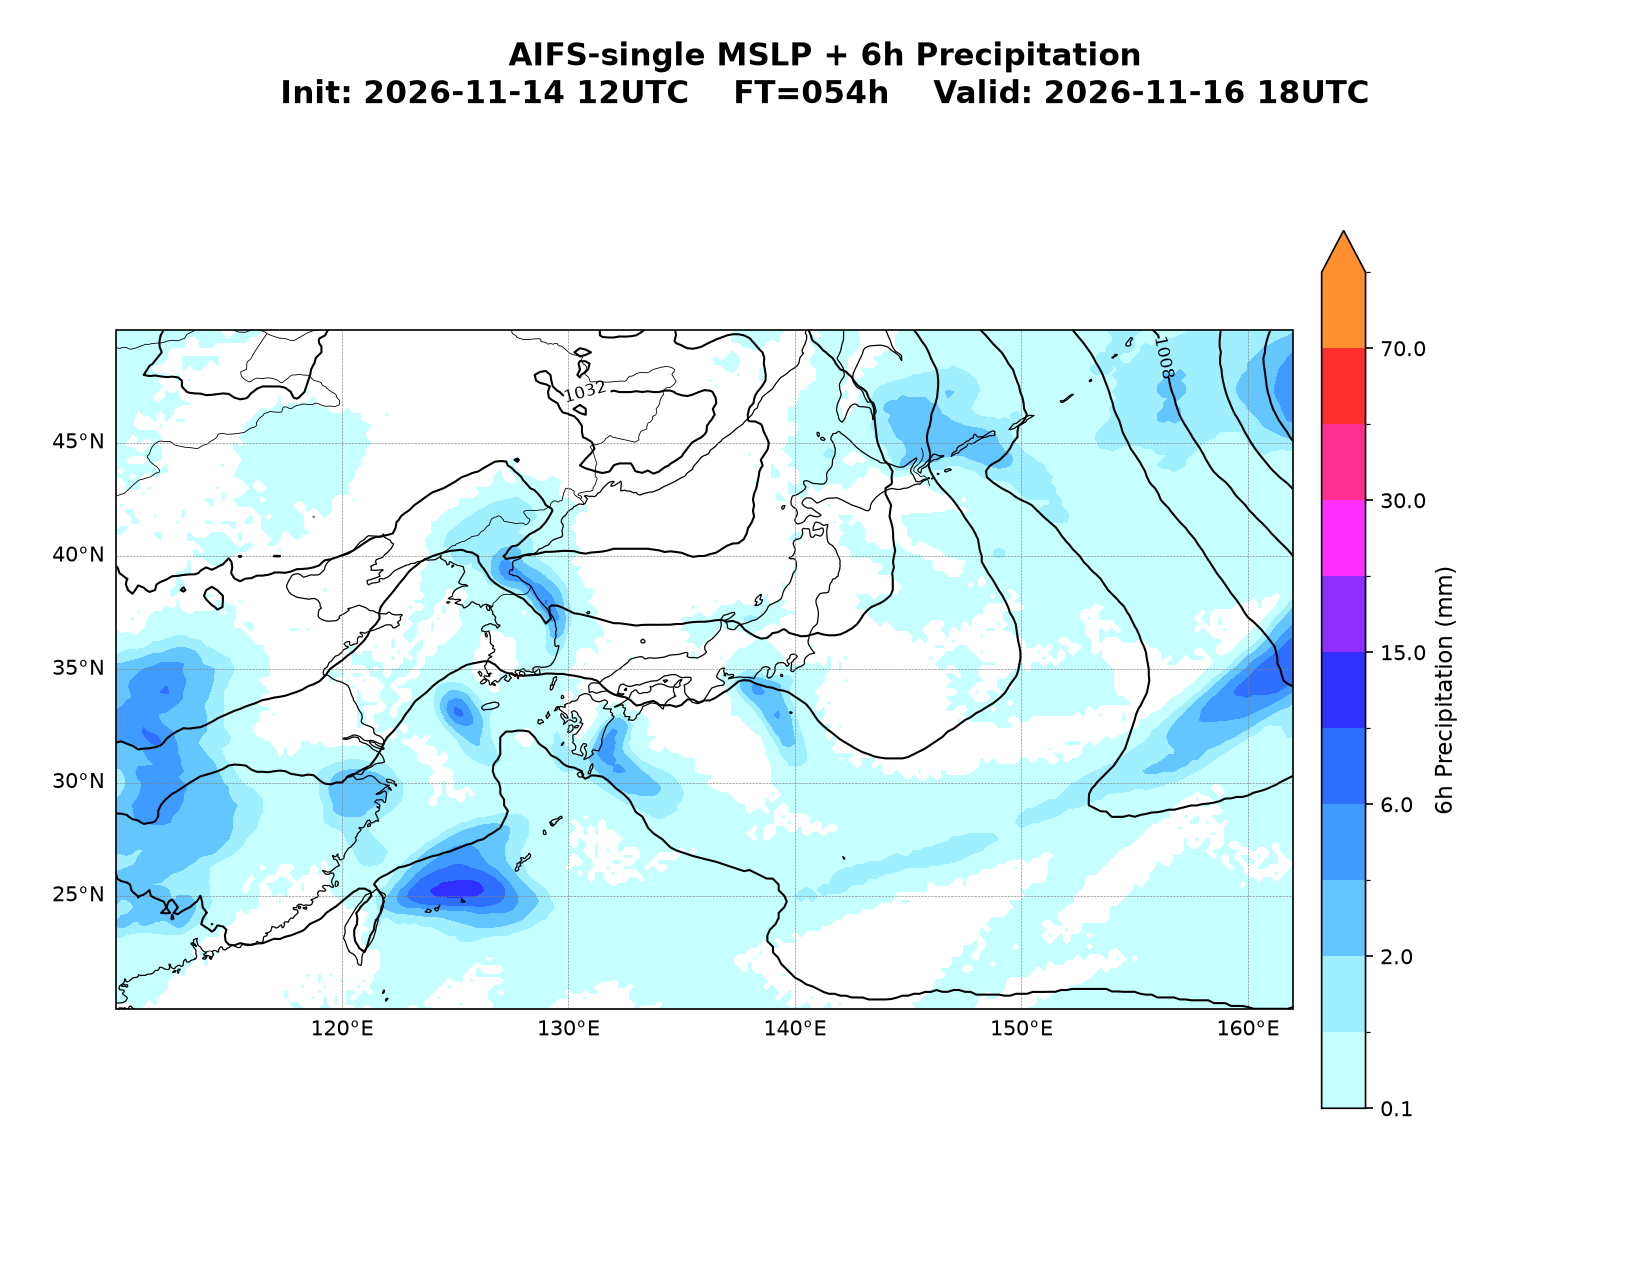 AIFS-single MSLP + 6h Precipitation
Init: 2026-11-14 12UTC    FT=054h    Valid: 2026-11-16 18UTC
1008
1032
45°N
40°N
35°N
30°N
25°N
120°E
130°E
140°E
150°E
160°E
70.0
30.0
15.0
6.0
2.0
0.1
6h Precipitation (mm)